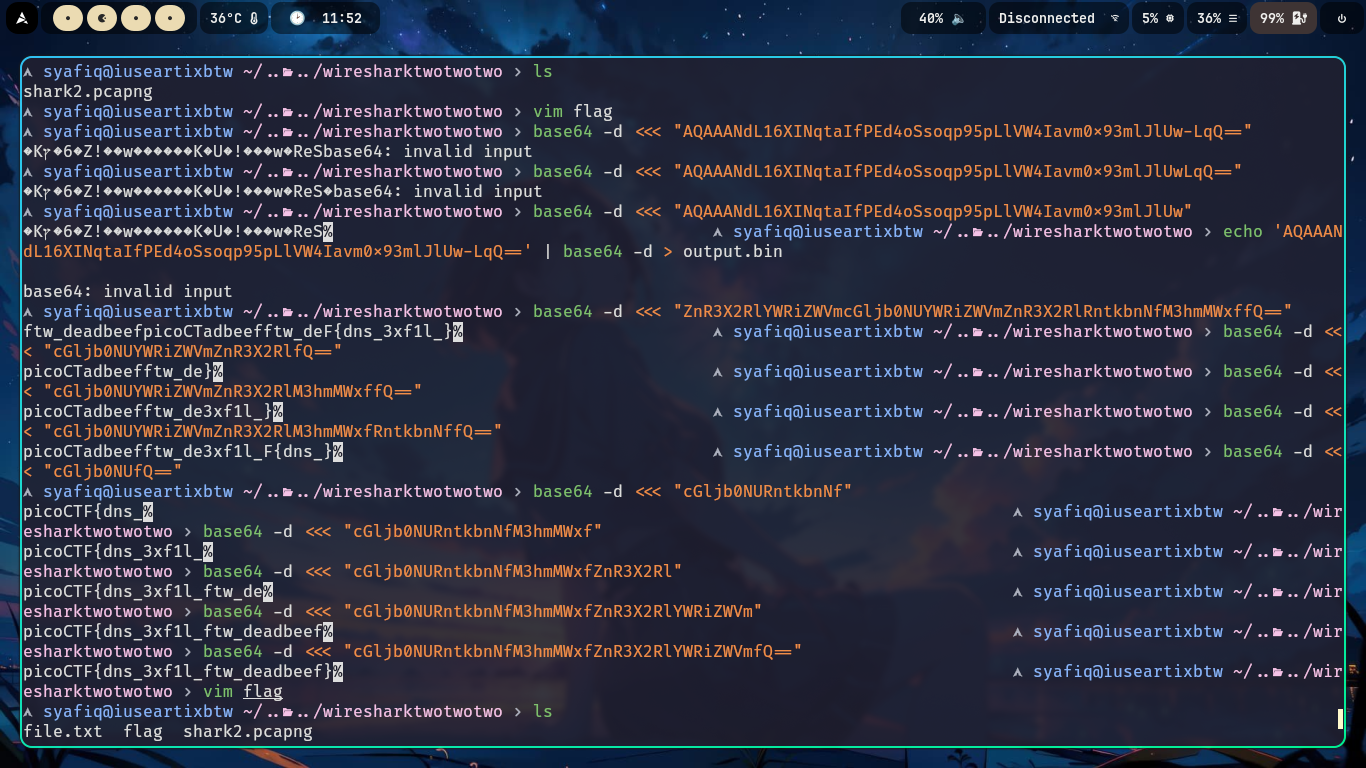 36°C 11:52 40% Disconnected 5% 36% 99%
syafiq@iuseartixbtw ~/../../wiresharktwotwotwo > ls
shark2.pcapng
syafiq@iuseartixbtw ~/../../wiresharktwotwotwo > vim flag
syafiq@iuseartixbtw ~/../../wiresharktwotwotwo > base64 -d <<< "AQAAANdL16XINqtaIfPEd4oSsoqp95pLlVW4Iavm0x93mlJlUw-LqQ=="
�Kץ�6�Z!��w������K�U�!���w�ReSbase64: invalid input
syafiq@iuseartixbtw ~/../../wiresharktwotwotwo > base64 -d <<< "AQAAANdL16XINqtaIfPEd4oSsoqp95pLlVW4Iavm0x93mlJlUwLqQ=="
�Kץ�6�Z!��w������K�U�!���w�ReS�base64: invalid input
syafiq@iuseartixbtw ~/../../wiresharktwotwotwo > base64 -d <<< "AQAAANdL16XINqtaIfPEd4oSsoqp95pLlVW4Iavm0x93mlJlUw"
�Kץ�6�Z!��w������K�U�!���w�ReS% syafiq@iuseartixbtw ~/../../wiresharktwotwotwo > echo 'AQAAAN
dL16XINqtaIfPEd4oSsoqp95pLlVW4Iavm0x93mlJlUw-LqQ==' | base64 -d > output.bin
base64: invalid input
syafiq@iuseartixbtw ~/../../wiresharktwotwotwo > base64 -d <<< "ZnR3X2RlYWRiZWVmcGljb0NUYWRiZWVmZnR3X2RlRntkbnNfM3hmMWxffQ=="
ftw_deadbeefpicoCTadbeefftw_deF{dns_3xf1l_}% syafiq@iuseartixbtw ~/../../wiresharktwotwotwo > base64 -d <<
< "cGljb0NUYWRiZWVmZnR3X2RlfQ=="
picoCTadbeefftw_de}% syafiq@iuseartixbtw ~/../../wiresharktwotwotwo > base64 -d <<
< "cGljb0NUYWRiZWVmZnR3X2RlM3hmMWxffQ=="
picoCTadbeefftw_de3xf1l_}% syafiq@iuseartixbtw ~/../../wiresharktwotwotwo > base64 -d <<
< "cGljb0NUYWRiZWVmZnR3X2RlM3hmMWxfRntkbnNffQ=="
picoCTadbeefftw_de3xf1l_F{dns_}% syafiq@iuseartixbtw ~/../../wiresharktwotwotwo > base64 -d <<
< "cGljb0NUfQ=="
syafiq@iuseartixbtw ~/../../wiresharktwotwotwo > base64 -d <<< "cGljb0NURntkbnNf"
picoCTF{dns_% syafiq@iuseartixbtw ~/../../wir
esharktwotwotwo > base64 -d <<< "cGljb0NURntkbnNfM3hmMWxf"
picoCTF{dns_3xf1l_% syafiq@iuseartixbtw ~/../../wir
esharktwotwotwo > base64 -d <<< "cGljb0NURntkbnNfM3hmMWxfZnR3X2Rl"
picoCTF{dns_3xf1l_ftw_de% syafiq@iuseartixbtw ~/../../wir
esharktwotwotwo > base64 -d <<< "cGljb0NURntkbnNfM3hmMWxfZnR3X2RlYWRiZWVm"
picoCTF{dns_3xf1l_ftw_deadbeef% syafiq@iuseartixbtw ~/../../wir
esharktwotwotwo > base64 -d <<< "cGljb0NURntkbnNfM3hmMWxfZnR3X2RlYWRiZWVmfQ=="
picoCTF{dns_3xf1l_ftw_deadbeef}% syafiq@iuseartixbtw ~/../../wir
esharktwotwotwo > vim flag
syafiq@iuseartixbtw ~/../../wiresharktwotwotwo > ls
file.txt flag shark2.pcapng